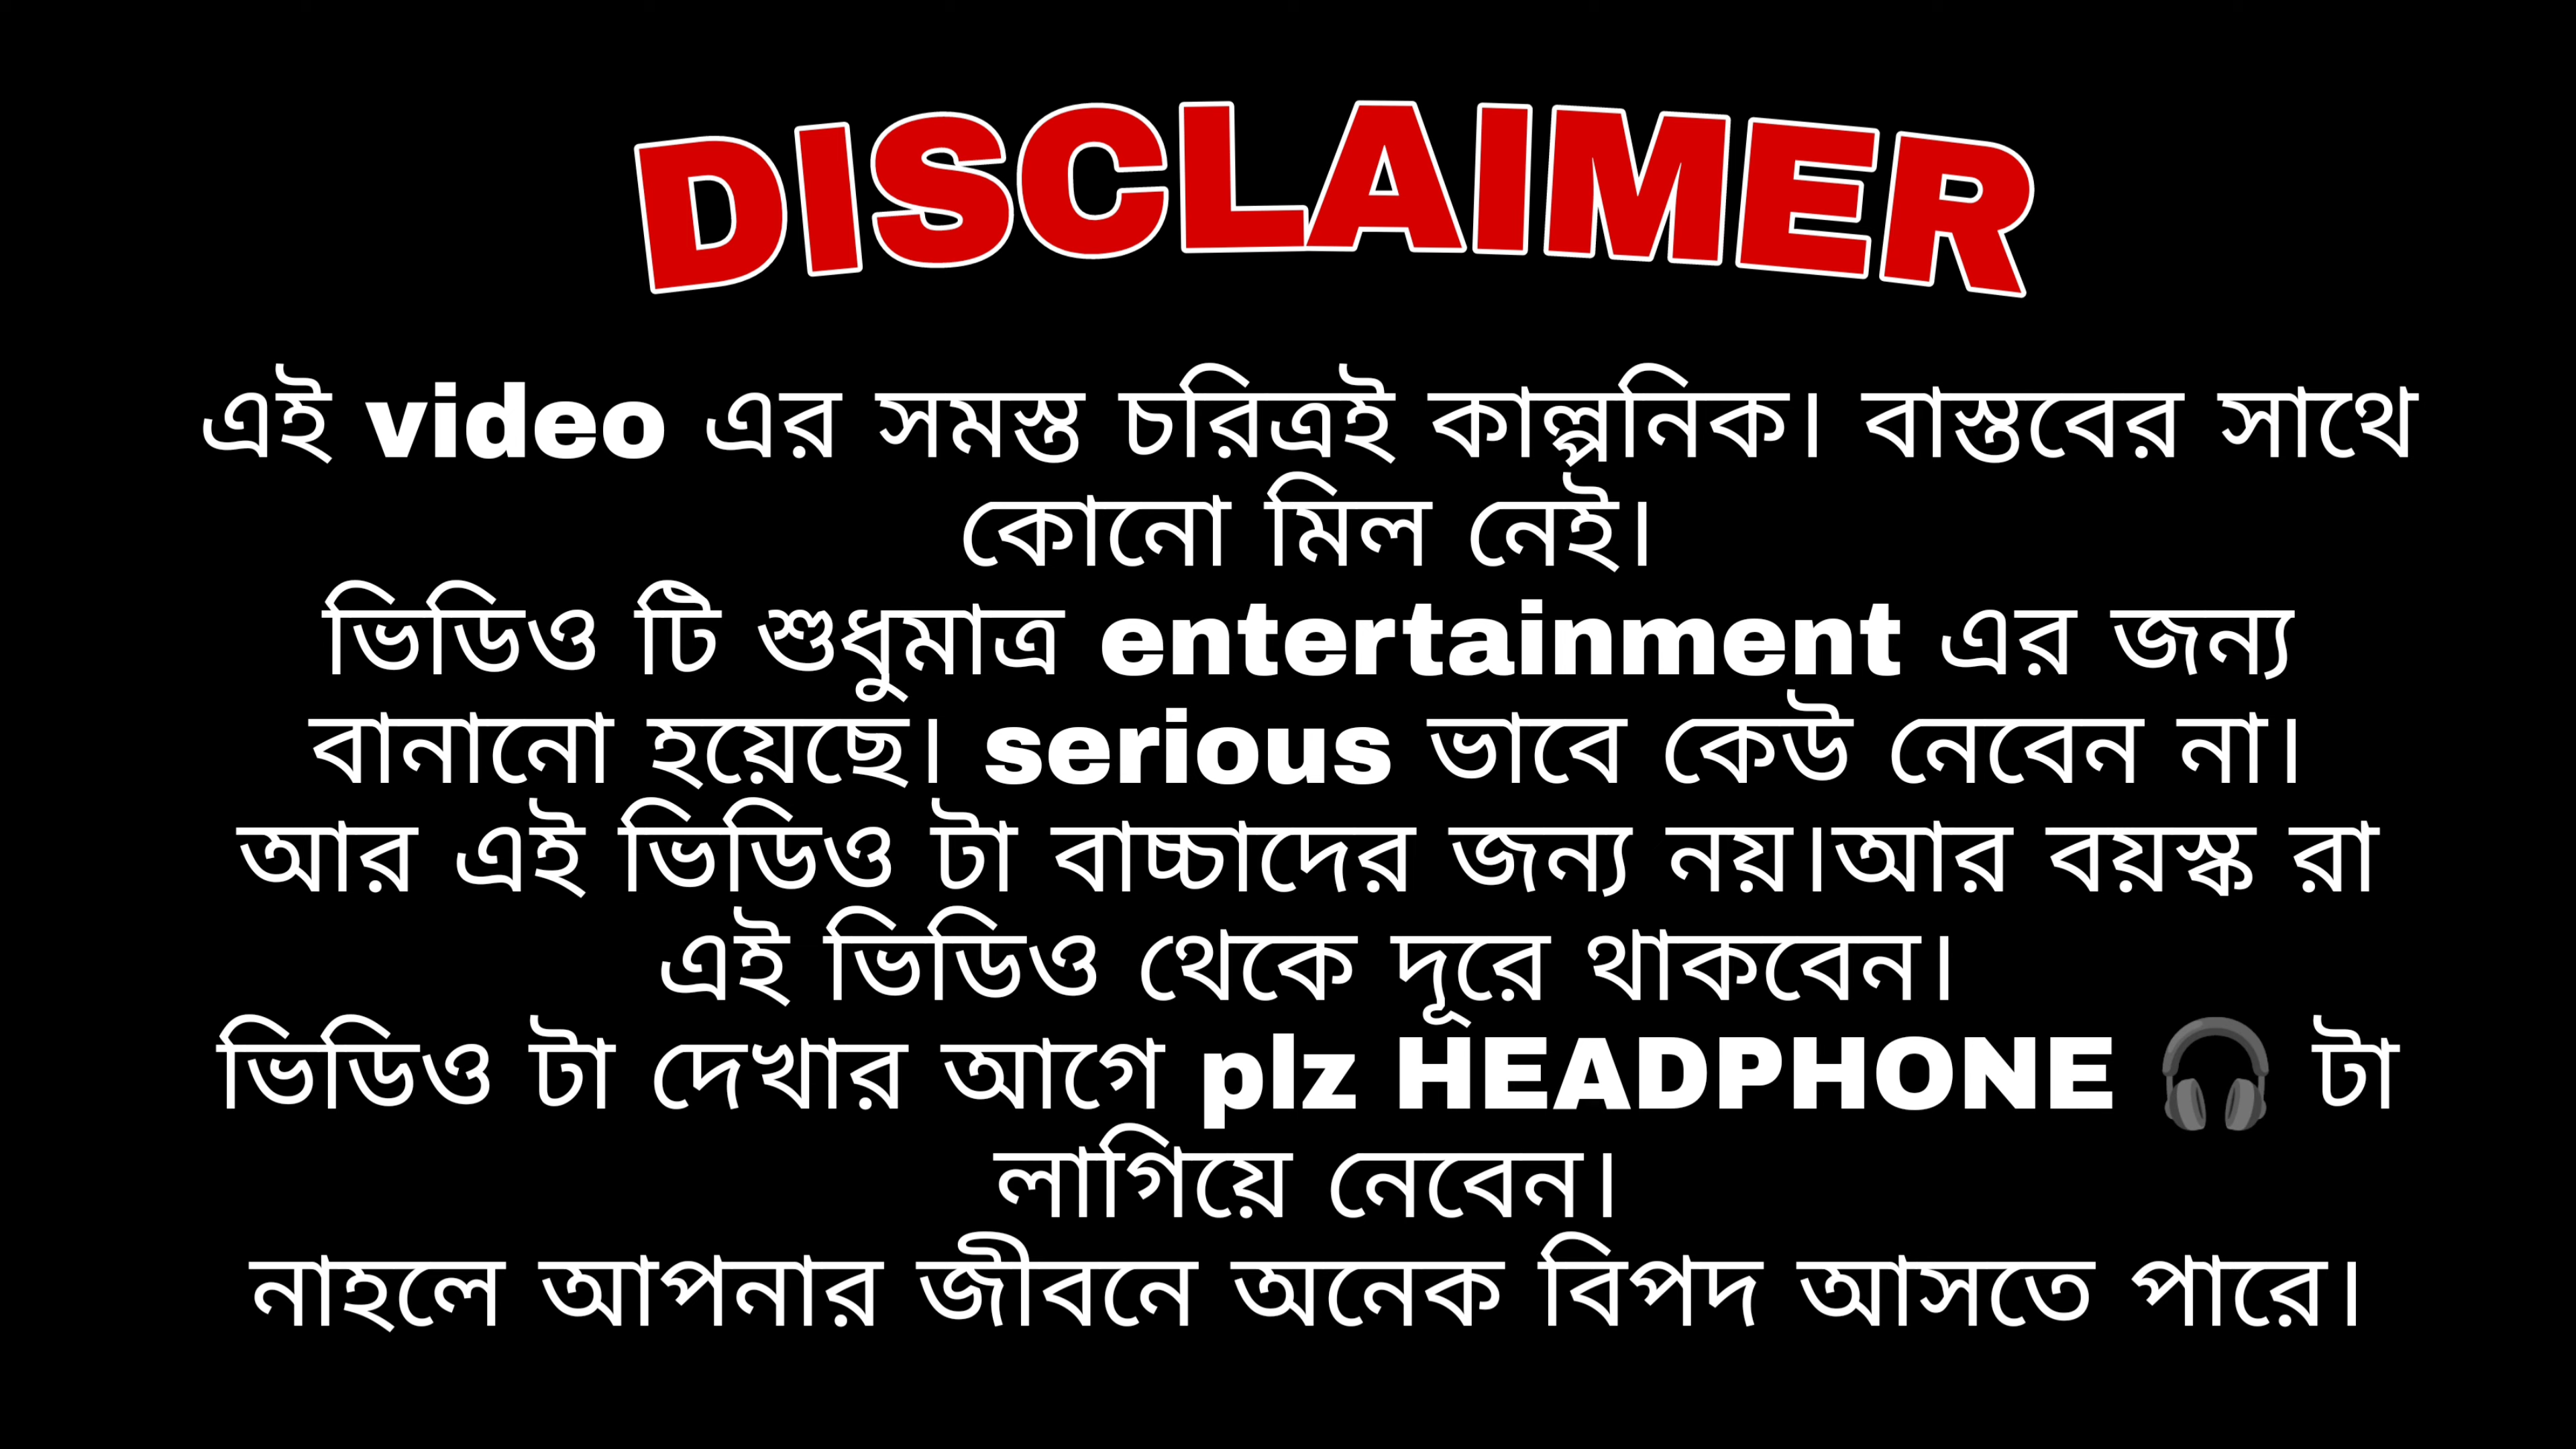 DISCLAIMER
এই video এর সমস্ত চরিত্রই কাল্পনিক। বাস্তবের সাথে
কোনো মিল নেই।
ভিডিও টি শুধুমাত্র entertainment এর জন্য
বানানো হয়েছে। serious ভাবে কেউ নেবেন না।
আর এই ভিডিও টা বাচ্চাদের জন্য নয়।আর বয়স্ক রা
এই ভিডিও থেকে দূরে থাকবেন।
ভিডিও টা দেখার আগে plz HEADPHONE 🎧 টা
লাগিয়ে নেবেন।
নাহলে আপনার জীবনে অনেক বিপদ আসতে পারে।